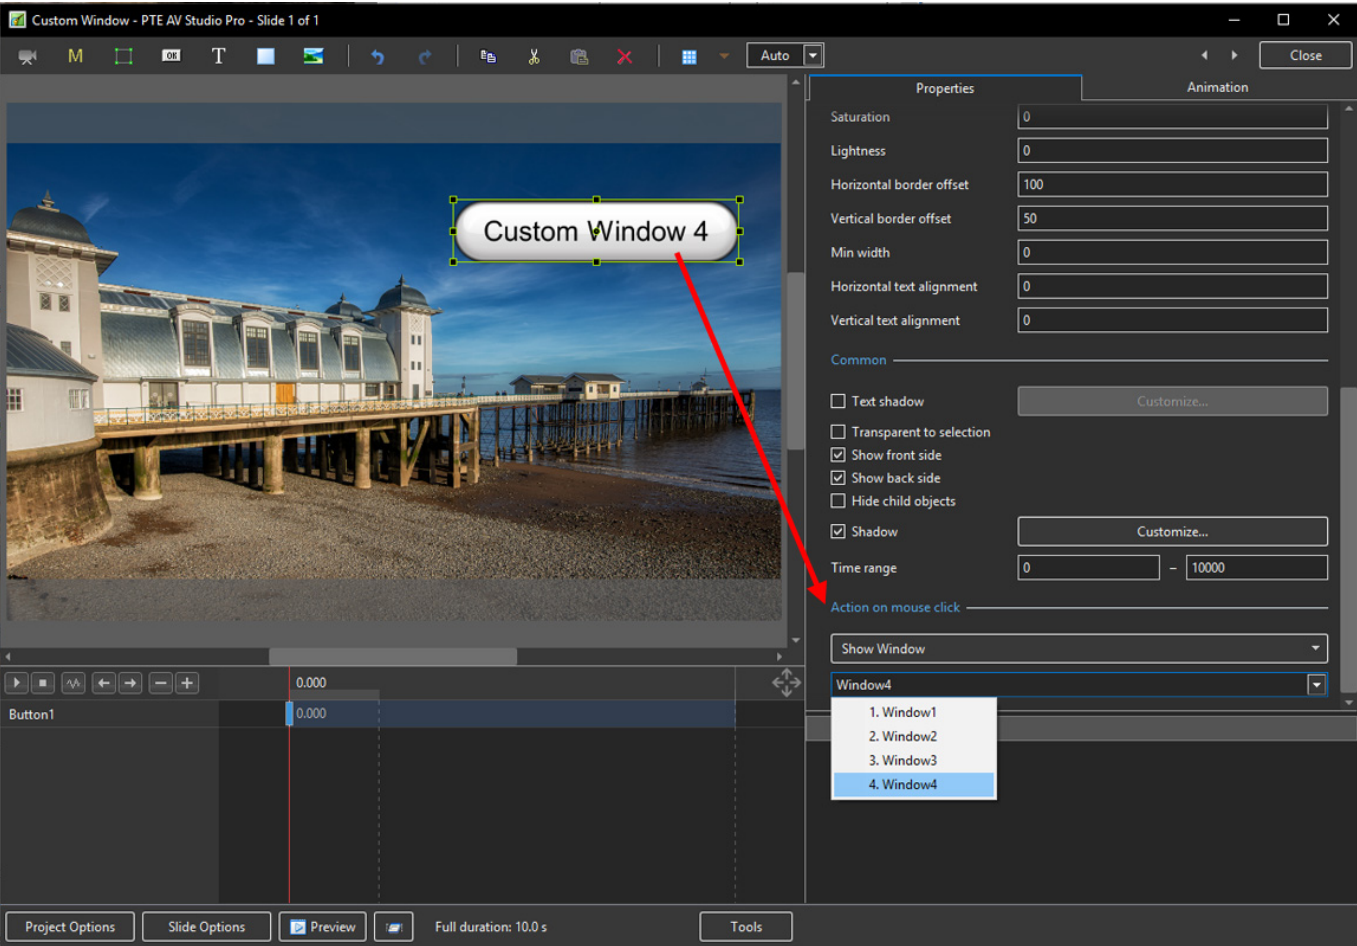 Custom Window - PTE AV Studio Pro - Slide 1 of 1
M OK T Auto Close
Properties Animation
Saturation 0
Lightness 0
Horizontal border offset 100
Vertical border offset 50
Min width 0
Horizontal text alignment 0
Vertical text alignment 0
Common
Text shadow Customize...
Transparent to selection
Show front side
Show back side
Hide child objects
Shadow Customize...
Time range 0 – 10000
Action on mouse click
Show Window
Window4
1. Window1
2. Window2
3. Window3
4. Window4
Custom Window 4
0.000
Button1 0.000
Project Options Slide Options Preview Full duration: 10.0 s Tools